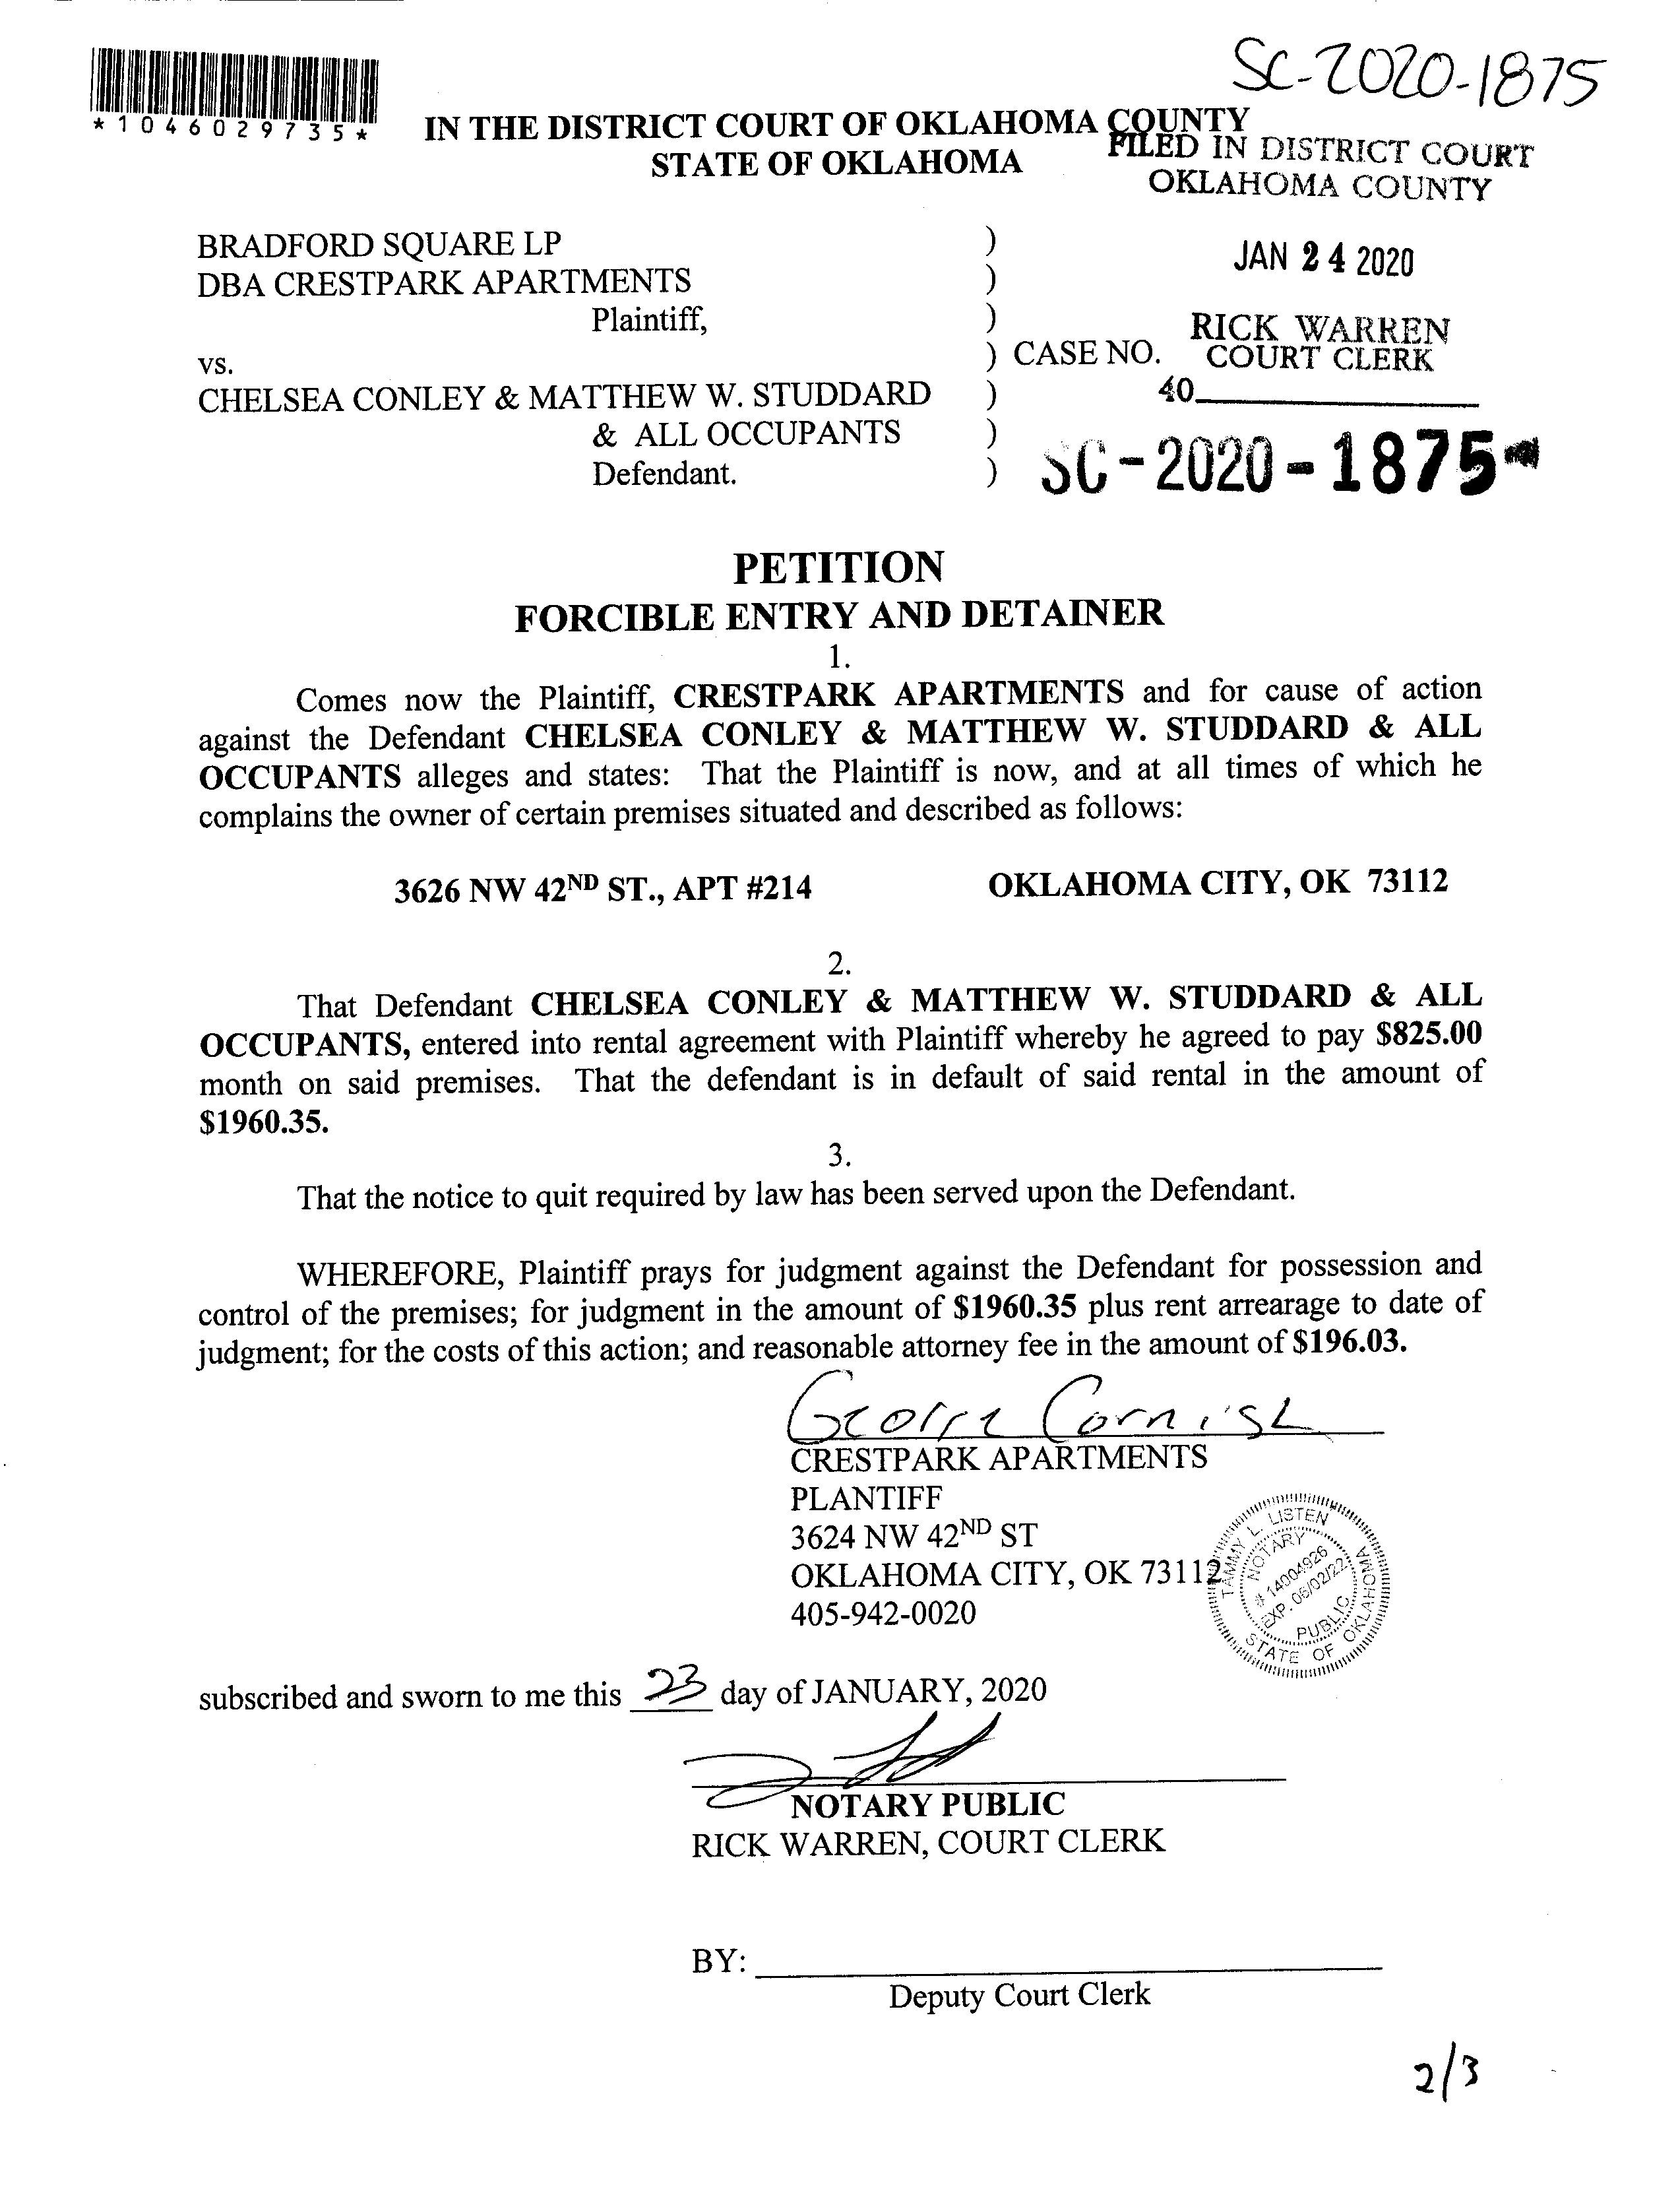 SC-2020-1875
*1046029735*
IN THE DISTRICT COURT OF OKLAHOMA COUNTY
STATE OF OKLAHOMA
FILED IN DISTRICT COURT
OKLAHOMA COUNTY
BRADFORD SQUARE LP )
DBA CRESTPARK APARTMENTS )
JAN 24 2020
Plaintiff, )
RICK WARREN
vs. ) CASE NO. COURT CLERK
CHELSEA CONLEY & MATTHEW W. STUDDARD )
40
& ALL OCCUPANTS )
Defendant. )
SC-2020-1875
PETITION
FORCIBLE ENTRY AND DETAINER
1.
Comes now the Plaintiff, CRESTPARK APARTMENTS and for cause of action
against the Defendant CHELSEA CONLEY & MATTHEW W. STUDDARD & ALL
OCCUPANTS alleges and states: That the Plaintiff is now, and at all times of which he
complains the owner of certain premises situated and described as follows:
3626 NW 42ND ST., APT #214 OKLAHOMA CITY, OK 73112
2.
That Defendant CHELSEA CONLEY & MATTHEW W. STUDDARD & ALL
OCCUPANTS, entered into rental agreement with Plaintiff whereby he agreed to pay $825.00
month on said premises. That the defendant is in default of said rental in the amount of
$1960.35.
3.
That the notice to quit required by law has been served upon the Defendant.
WHEREFORE, Plaintiff prays for judgment against the Defendant for possession and
control of the premises; for judgment in the amount of $1960.35 plus rent arrearage to date of
judgment; for the costs of this action; and reasonable attorney fee in the amount of $196.03.
George Cornish
CRESTPARK APARTMENTS
PLANTIFF
3624 NW 42ND ST
OKLAHOMA CITY, OK 73112
405-942-0020
TAMMY L. LISTEN
NOTARY
# 14004926
EXP. 06/02/22
PUBLIC
STATE OF OKLAHOMA
subscribed and sworn to me this 23 day of JANUARY, 2020
NOTARY PUBLIC
RICK WARREN, COURT CLERK
BY:
Deputy Court Clerk
2/3